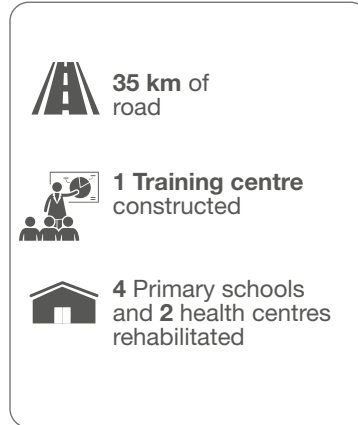 35 km of
road
1 Training centre
constructed
4 Primary schools
and 2 health centres
rehabilitated